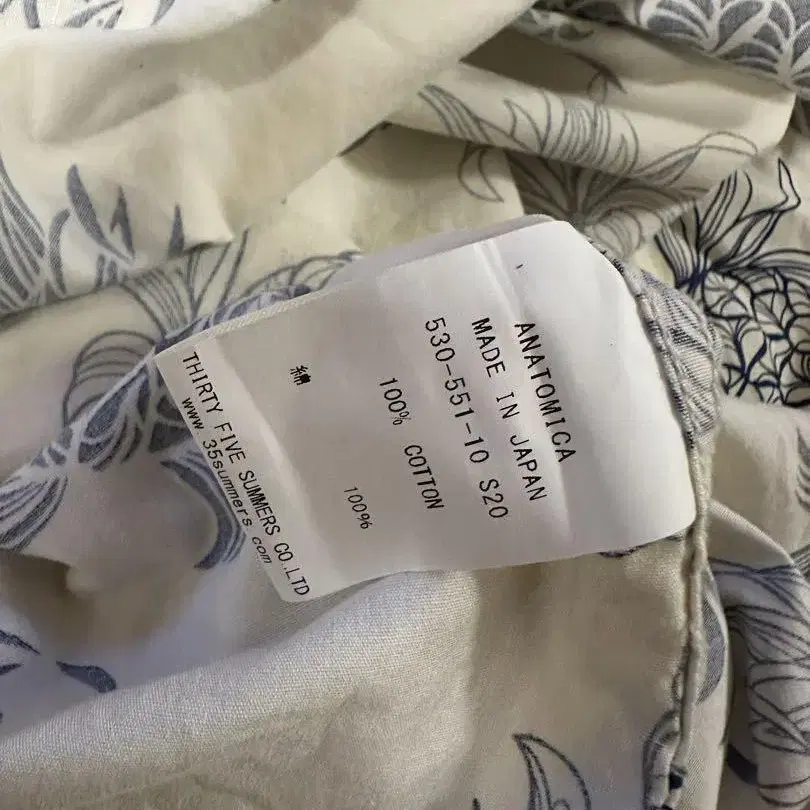 ANATOMICA
MADE IN JAPAN
530-551-10 S20
100% COTTON
綿 100%
THIRTY FIVE SUMMERS CO.,LTD
www.35summers.com